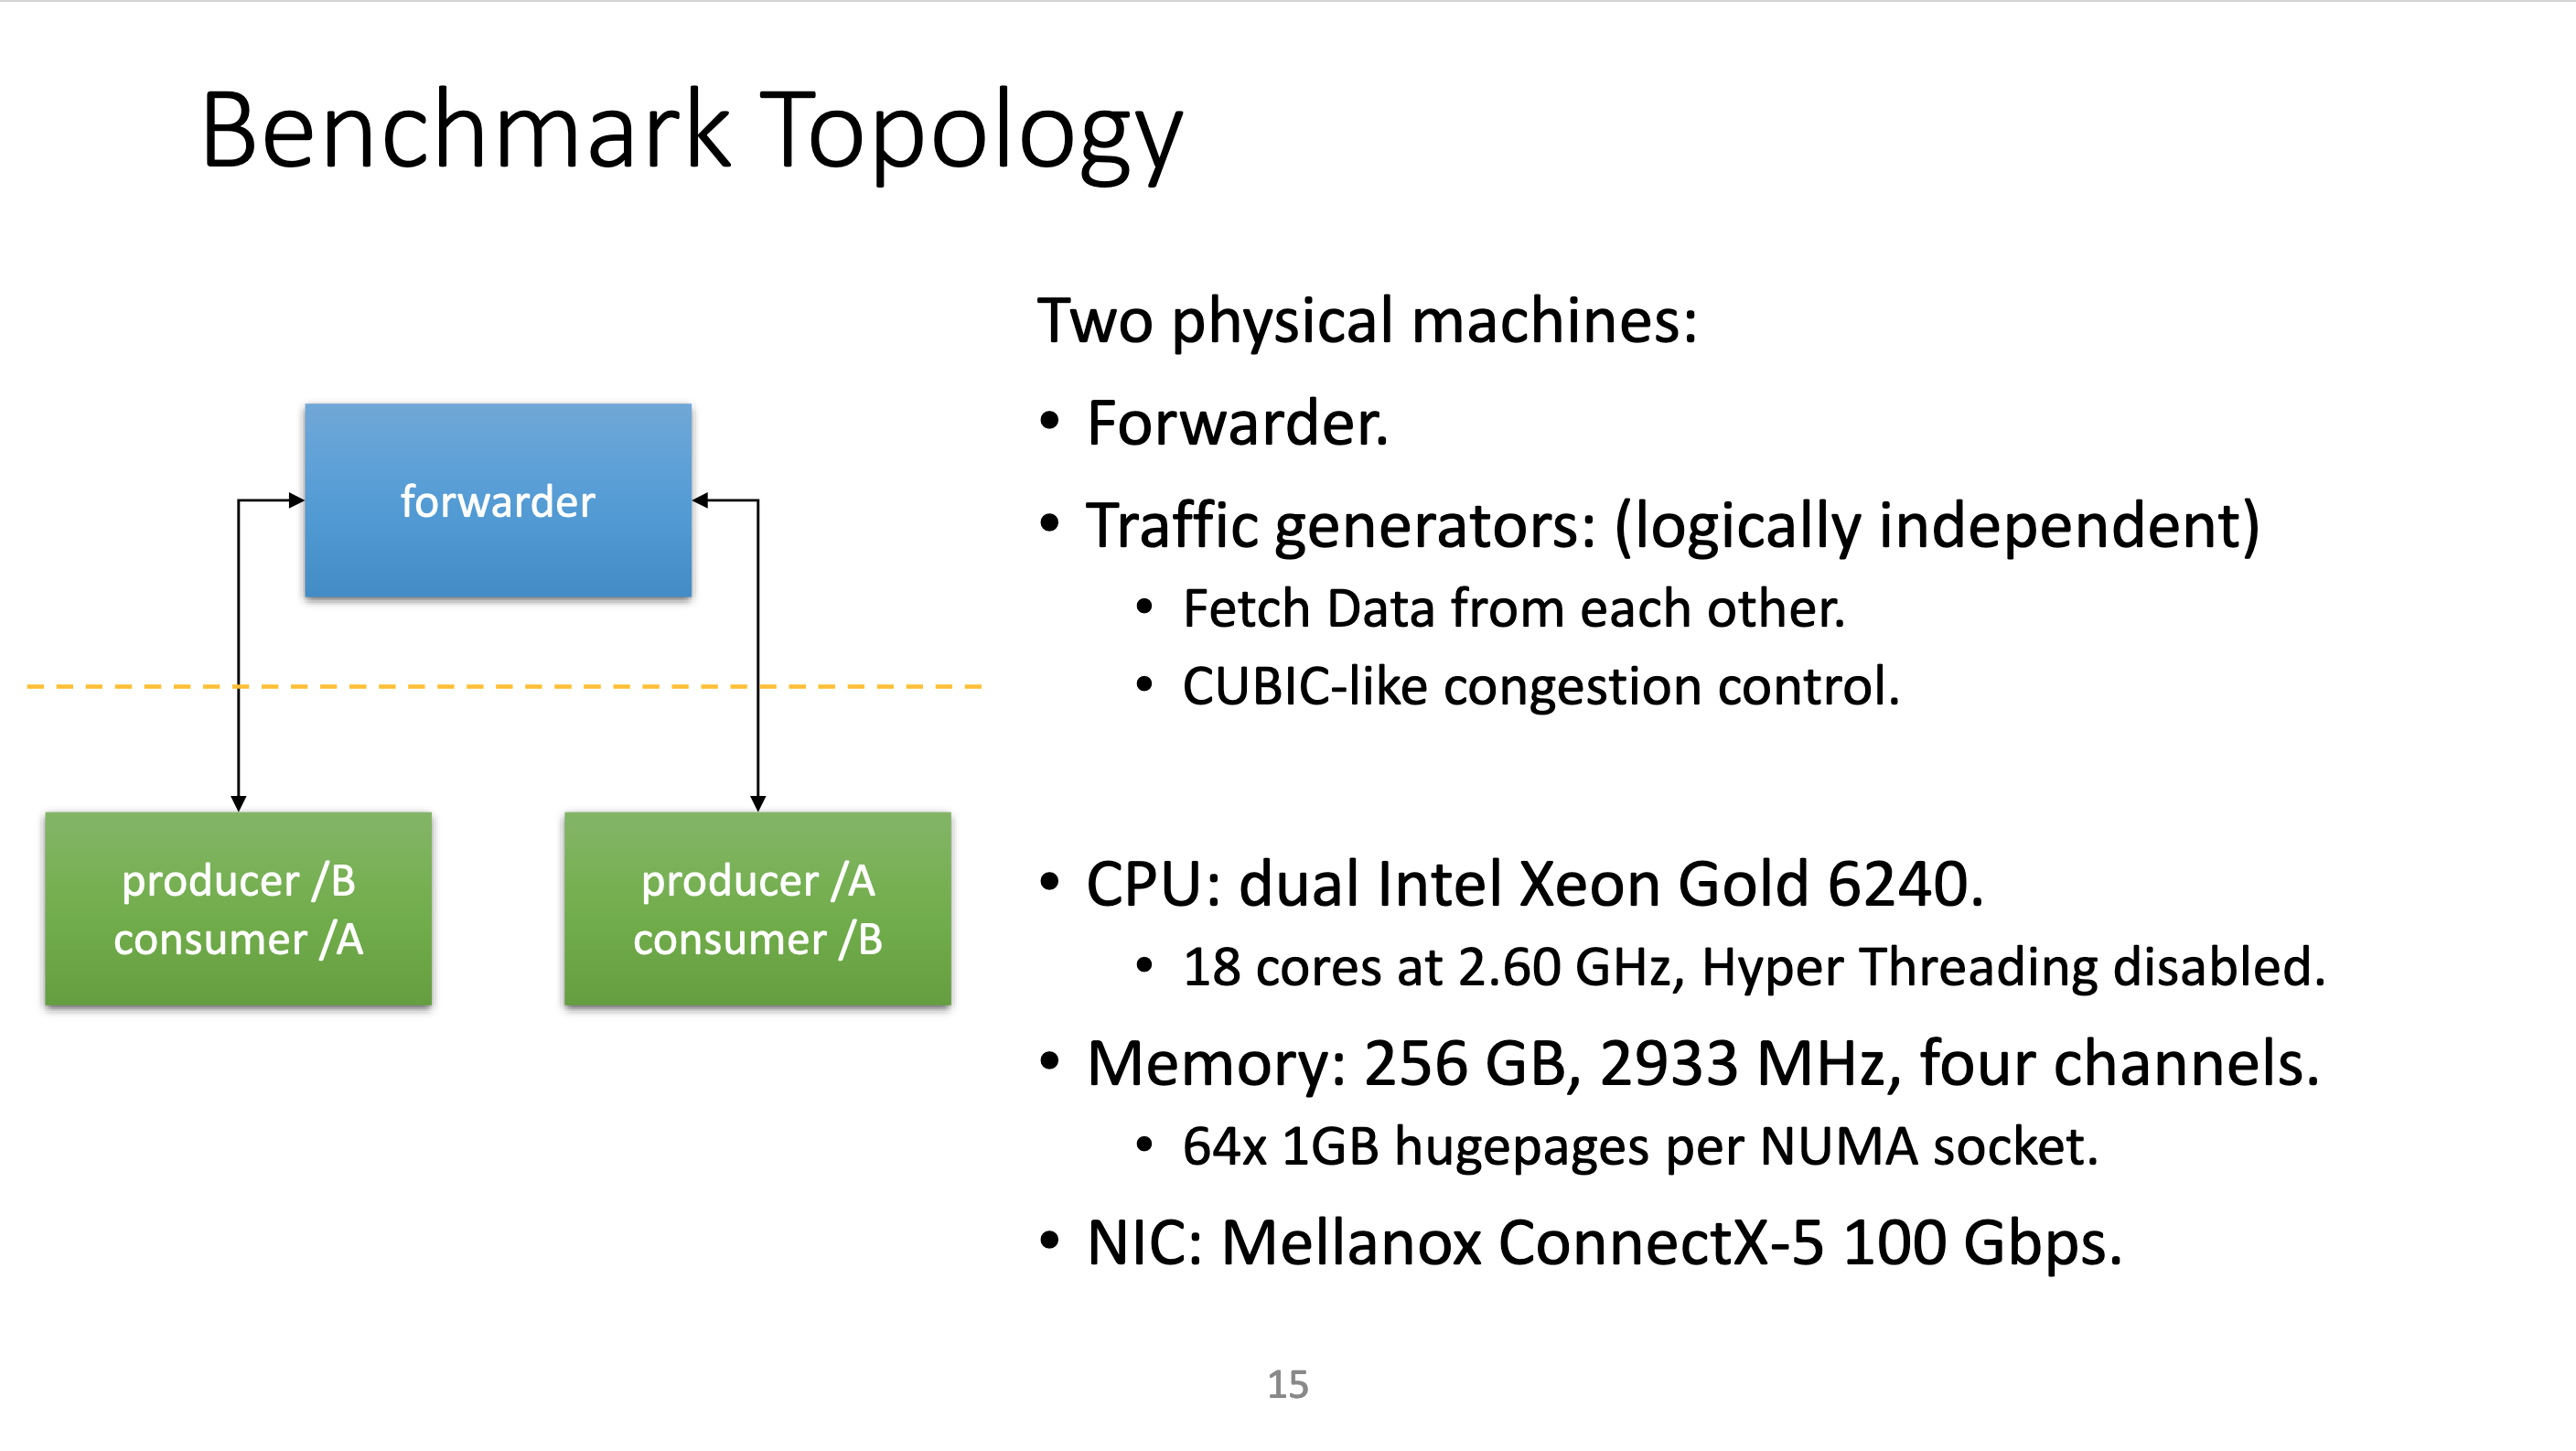 Benchmark Topology
forwarder
producer /B
consumer /A
producer /A
consumer /B
Two physical machines:
• Forwarder.
• Traffic generators: (logically independent)
• Fetch Data from each other.
• CUBIC-like congestion control.
• CPU: dual Intel Xeon Gold 6240.
• 18 cores at 2.60 GHz, Hyper Threading disabled.
• Memory: 256 GB, 2933 MHz, four channels.
• 64x 1GB hugepages per NUMA socket.
• NIC: Mellanox ConnectX-5 100 Gbps.
15